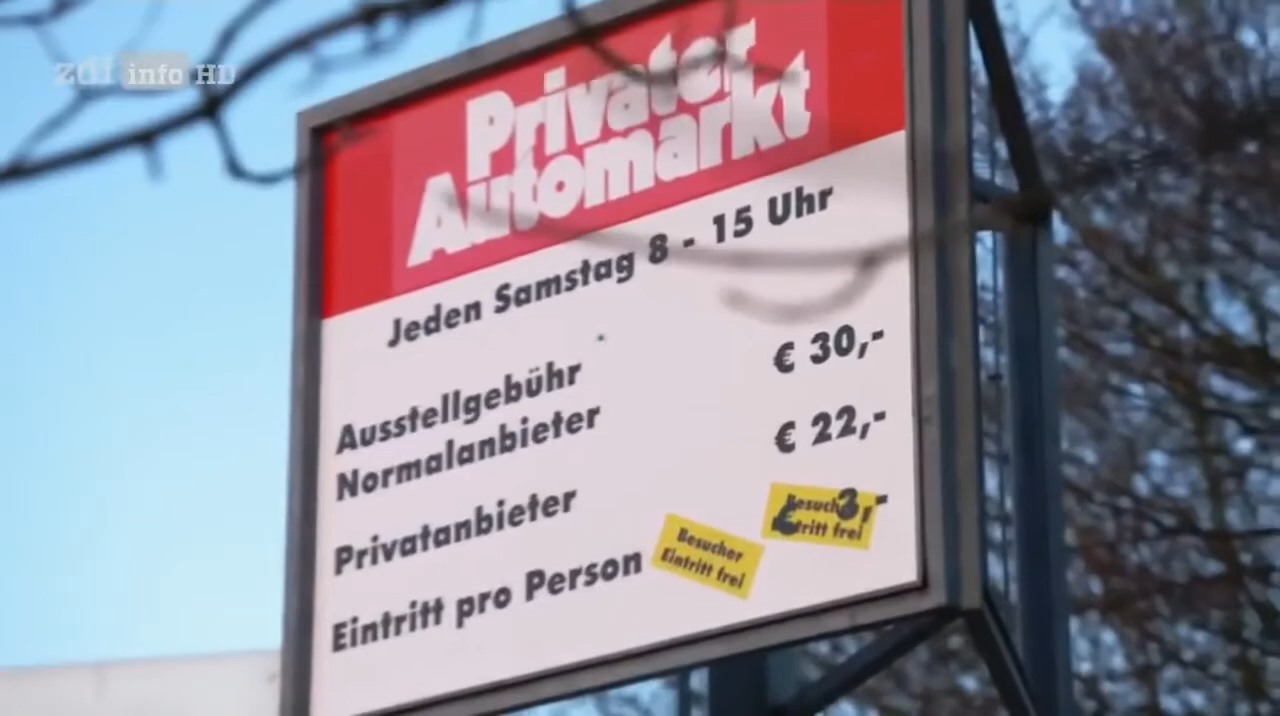 zdf info HD
Privater
Automarkt
Jeden Samstag 8 - 15 Uhr
Ausstellgebühr
Normalanbieter € 30,-
Privatanbieter € 22,-
Eintritt pro Person € 3,-
Besucher
Eintritt frei
Besucher
Eintritt frei